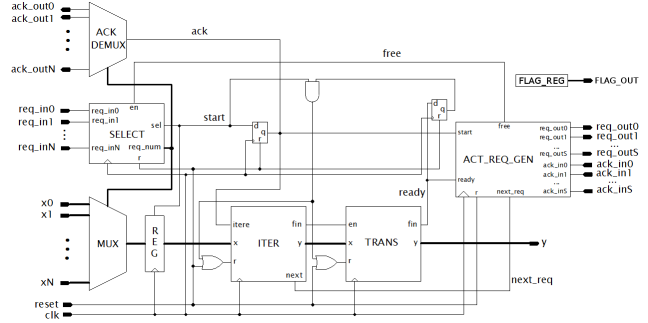 ack_out0
ack_out1
ack_outN
ACK
DEMUX
ack
free
FLAG_REG
FLAG_OUT
req_in0
req_in1
req_inN
en
req_in0
req_in1
req_inN
sel
SELECT
req_num
r
start
d
q
r
d
q
r
start
free
ACT_REQ_GEN
ready
r
next_req
req_out0
req_out1
...
req_outS
ack_in0
ack_in1
...
ack_inS
req_out0
req_out1
...
req_outS
ack_in0
ack_in1
...
ack_inS
ready
x0
x1
xN
MUX
R
E
G
itere
fin
x
y
r
ITER
next
en
fin
x
y
TRANS
r
y
next_req
reset
clk